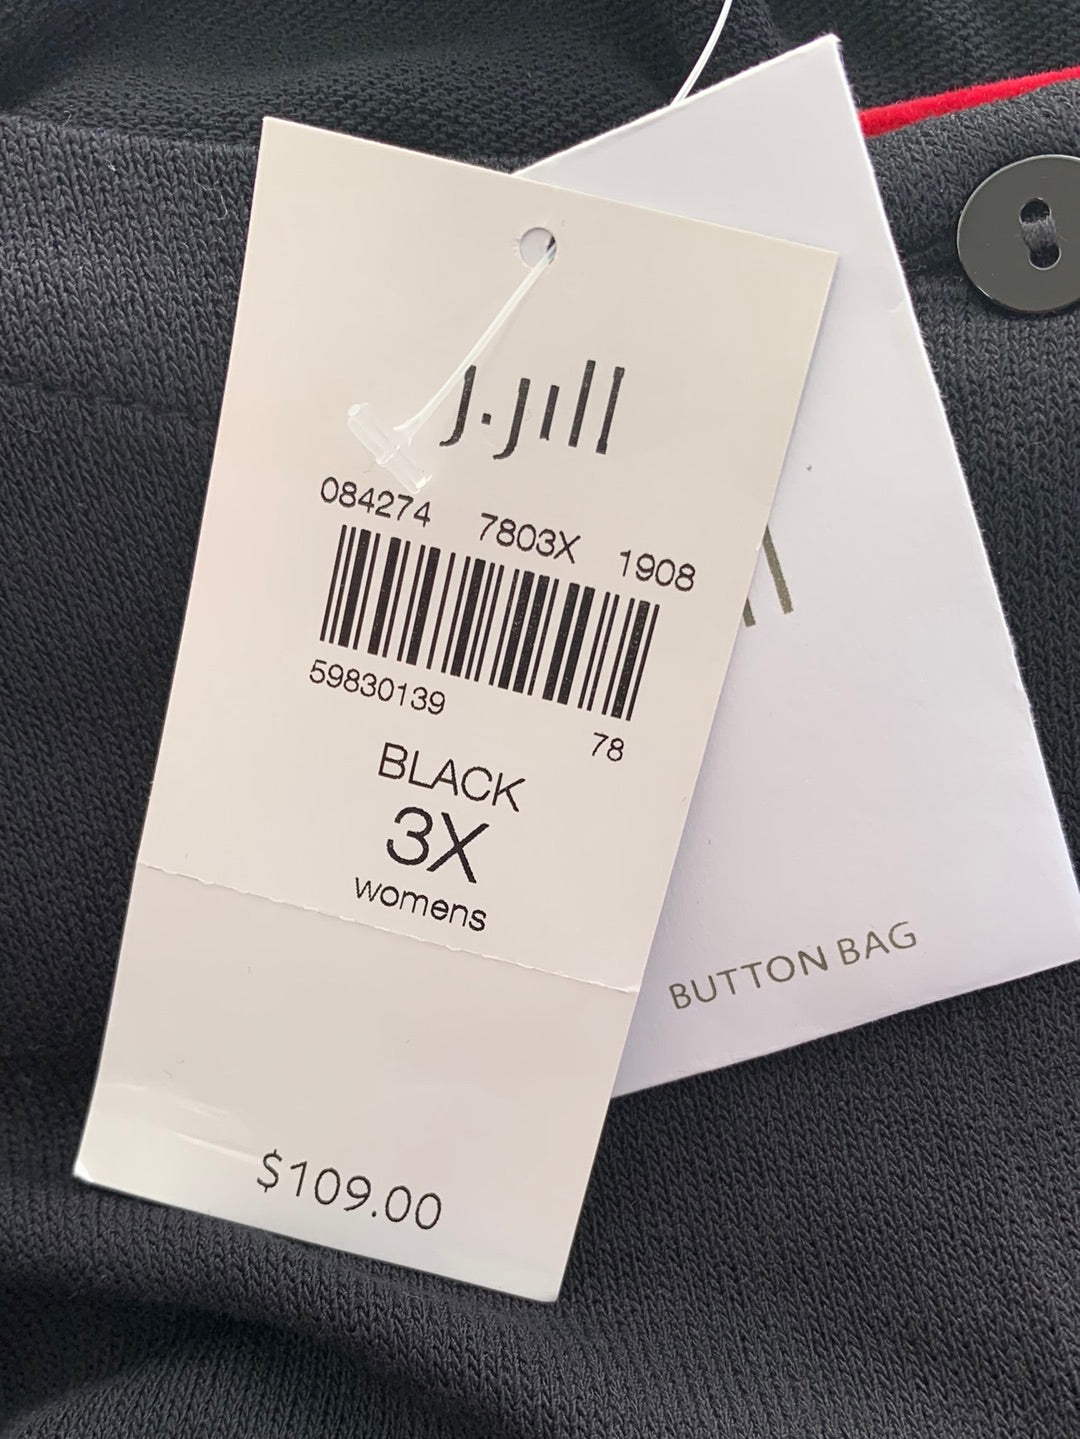 j.jill
084274 7803X 1908
59830139
78
BLACK
3X
womens
$109.00
BUTTON BAG